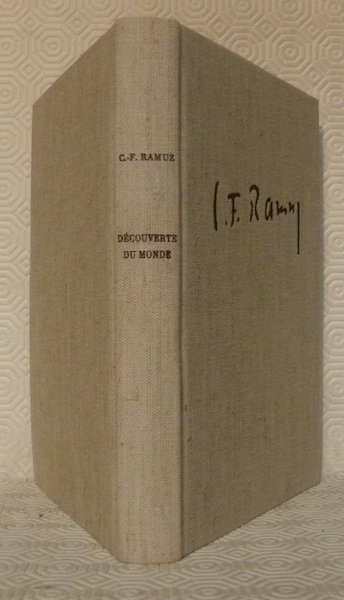 C.-F. RAMUZ
DÉCOUVERTE
DU MONDE
C. F. Ramuz